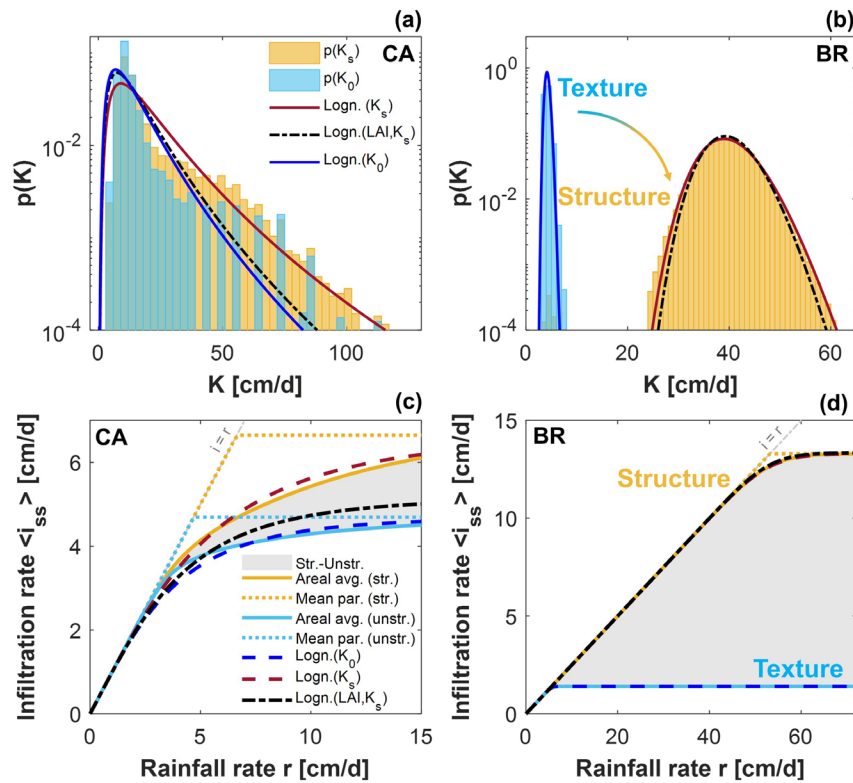 (a)
CA
p(K_s)
p(K_0)
Logn. (K_s)
Logn.(LAI,K_s)
Logn.(K_0)
10^-2
10^-4
p(K)
0
50
100
K [cm/d]
(b)
BR
Texture
Structure
10^0
10^-2
10^-4
p(K)
0
20
40
60
K [cm/d]
(c)
CA
i = r
Str.-Unstr.
Areal avg. (str.)
Mean par. (str.)
Areal avg. (unstr.)
Mean par. (unstr.)
Logn.(K_0)
Logn.(K_s)
Logn.(LAI,K_s)
6
4
2
0
Infiltration rate <i_ss> [cm/d]
0
5
10
15
Rainfall rate r [cm/d]
(d)
BR
i = r
Structure
Texture
15
10
5
0
Infiltration rate <i_ss> [cm/d]
0
20
40
60
Rainfall rate r [cm/d]